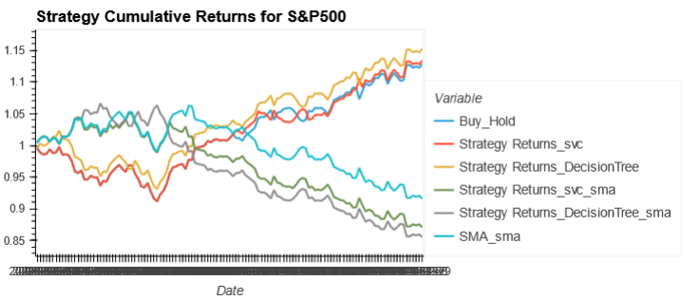 Strategy Cumulative Returns for S&P500
1.15
1.1
1.05
1
0.95
0.9
0.85
Date
Variable
Buy_Hold
Strategy Returns_svc
Strategy Returns_DecisionTree
Strategy Returns_svc_sma
Strategy Returns_DecisionTree_sma
SMA_sma